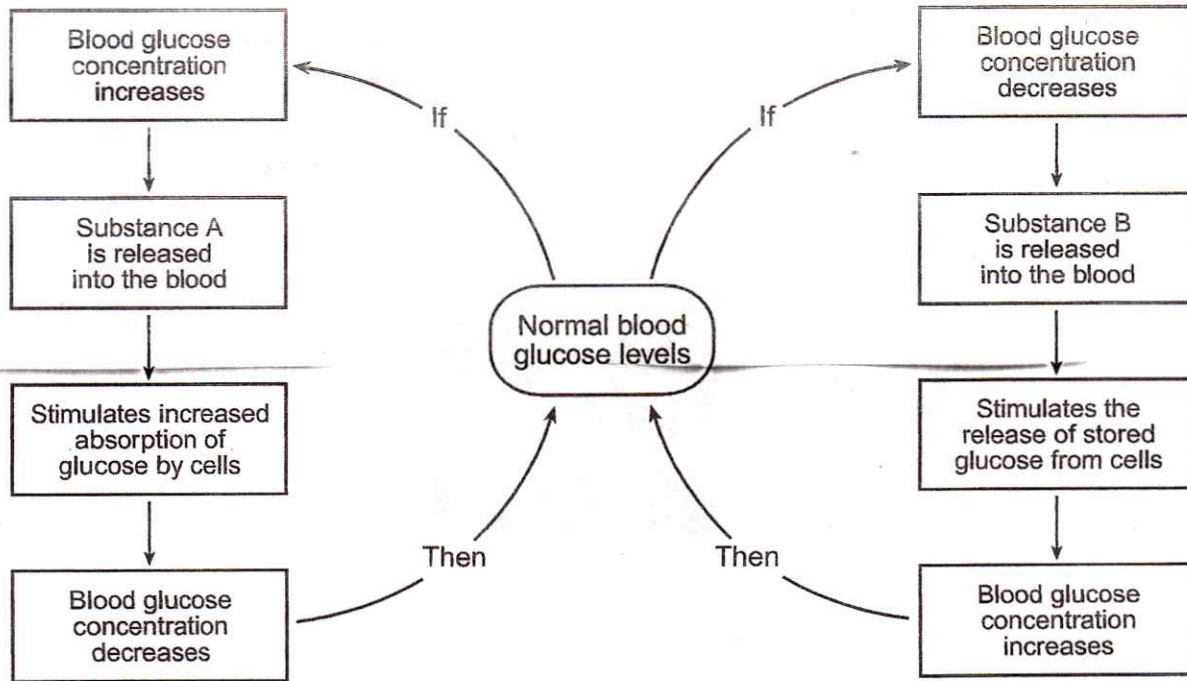 Blood glucose
concentration
increases
If
Substance A
is released
into the blood
Stimulates increased
absorption of
glucose by cells
Blood glucose
concentration
decreases
Then
Normal blood
glucose levels
If
Blood glucose
concentration
decreases
Substance B
is released
into the blood
Stimulates the
release of stored
glucose from cells
Then
Blood glucose
concentration
increases